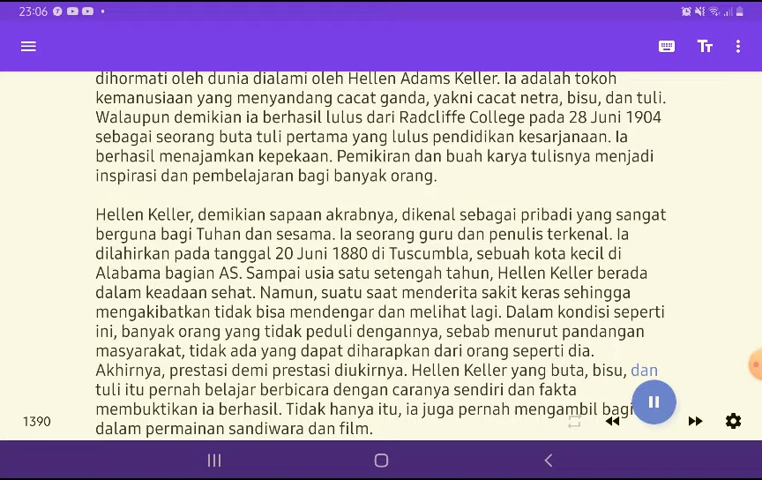 23:06
dihormati oleh dunia dialami oleh Hellen Adams Keller. Ia adalah tokoh
kemanusiaan yang menyandang cacat ganda, yakni cacat netra, bisu, dan tuli.
Walaupun demikian ia berhasil lulus dari Radcliffe College pada 28 Juni 1904
sebagai seorang buta tuli pertama yang lulus pendidikan kesarjanaan. Ia
berhasil menajamkan kepekaan. Pemikiran dan buah karya tulisnya menjadi
inspirasi dan pembelajaran bagi banyak orang.
Hellen Keller, demikian sapaan akrabnya, dikenal sebagai pribadi yang sangat
berguna bagi Tuhan dan sesama. Ia seorang guru dan penulis terkenal. Ia
dilahirkan pada tanggal 20 Juni 1880 di Tuscumbla, sebuah kota kecil di
Alabama bagian AS. Sampai usia satu setengah tahun, Hellen Keller berada
dalam keadaan sehat. Namun, suatu saat menderita sakit keras sehingga
mengakibatkan tidak bisa mendengar dan melihat lagi. Dalam kondisi seperti
ini, banyak orang yang tidak peduli dengannya, sebab menurut pandangan
masyarakat, tidak ada yang dapat diharapkan dari orang seperti dia.
Akhirnya, prestasi demi prestasi diukirnya. Hellen Keller yang buta, bisu, dan
tuli itu pernah belajar berbicara dengan caranya sendiri dan fakta
membuktikan ia berhasil. Tidak hanya itu, ia juga pernah mengambil bagi
dalam permainan sandiwara dan film.
1390